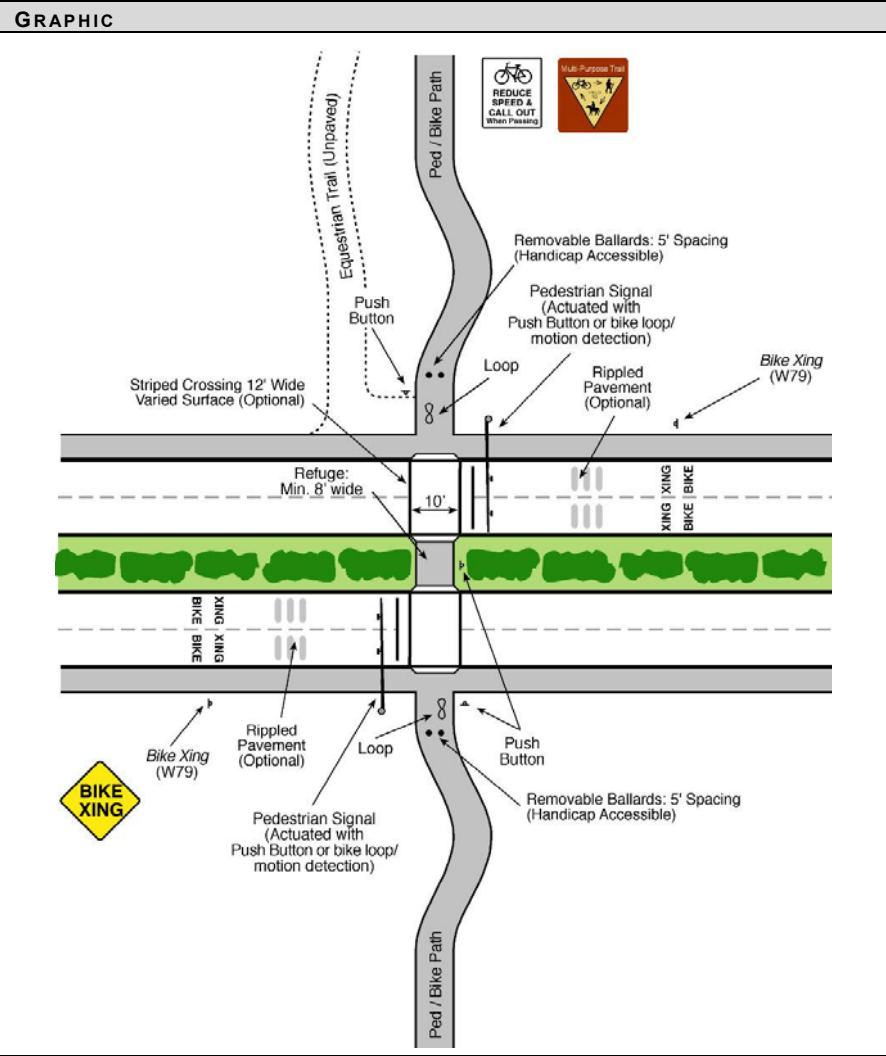 GRAPHIC
REDUCE
SPEED &
CALL OUT
When Passing
Multi-Purpose Trail
Ped / Bike Path
Equestrian Trail (Unpaved)
Removable Ballards: 5' Spacing
(Handicap Accessible)
Push
Button
Pedestrian Signal
(Actuated with
Push Button or bike loop/
motion detection)
Loop
Bike Xing
(W79)
Rippled
Pavement
(Optional)
Striped Crossing 12' Wide
Varied Surface (Optional)
Refuge:
Min. 8' wide
10'
XING XING
BIKE BIKE
BIKE BIKE
XING XING
Bike Xing
(W79)
Rippled
Pavement
(Optional)
Loop
Push
Button
BIKE
XING
Pedestrian Signal
(Actuated with
Push Button or bike loop/
motion detection)
Removable Ballards: 5' Spacing
(Handicap Accessible)
Ped / Bike Path